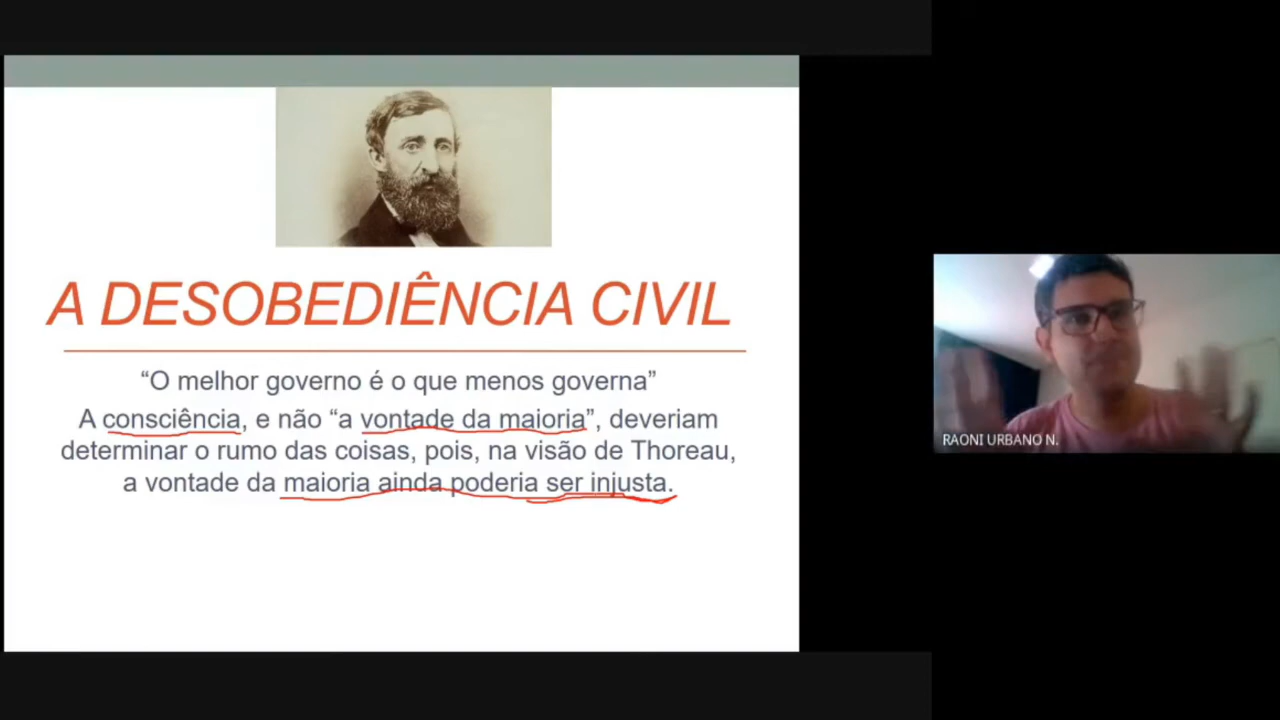 A DESOBEDIÊNCIA CIVIL
“O melhor governo é o que menos governa”
A consciência, e não “a vontade da maioria”, deveriam
determinar o rumo das coisas, pois, na visão de Thoreau,
a vontade da maioria ainda poderia ser injusta.
RAONI URBANO N.